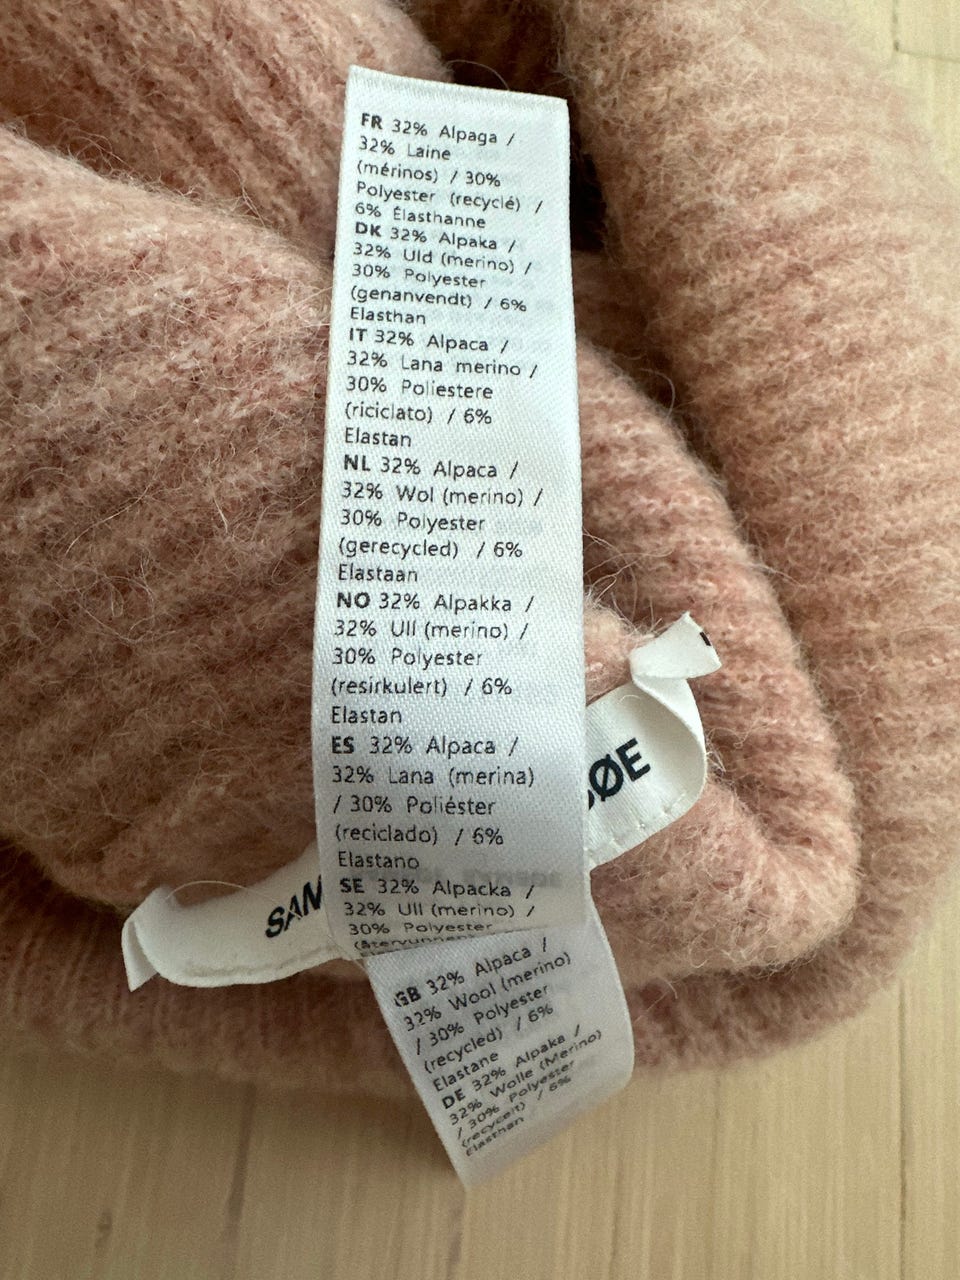 FR 32% Alpaga /
32% Laine
(mérinos) / 30%
Polyester (recyclé) /
6% Élasthanne
DK 32% Alpaka /
32% Uld (merino) /
30% Polyester
(genanvendt) / 6%
Elasthan
IT 32% Alpaca /
32% Lana merino /
30% Poliestere
(riciclato) / 6%
Elastan
NL 32% Alpaca /
32% Wol (merino) /
30% Polyester
(gerecycled) / 6%
Elastaan
NO 32% Alpakka /
32% Ull (merino) /
30% Polyester
(resirkulert) / 6%
Elastan
ES 32% Alpaca /
32% Lana (merina)
/ 30% Poliéster
(reciclado) / 6%
Elastano
SE 32% Alpacka /
32% Ull (merino) /
30% Polyester
SAM
SØE
GB 32% Alpaca /
32% Wool (merino)
/ 30% Polyester
(recycled) / 6%
Elastane
DE 32% Alpaka /
32% Wolle (Merino)
/ 30% Polyester
(recycelt) / 6%
Elasthan